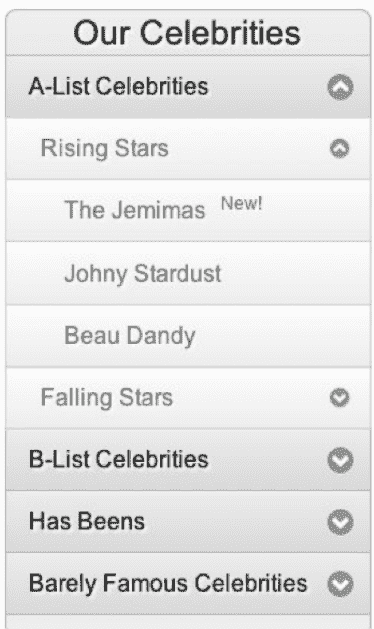 Our Celebrities
A-List Celebrities
Rising Stars
The Jemimas New!
Johny Stardust
Beau Dandy
Falling Stars
B-List Celebrities
Has Beens
Barely Famous Celebrities